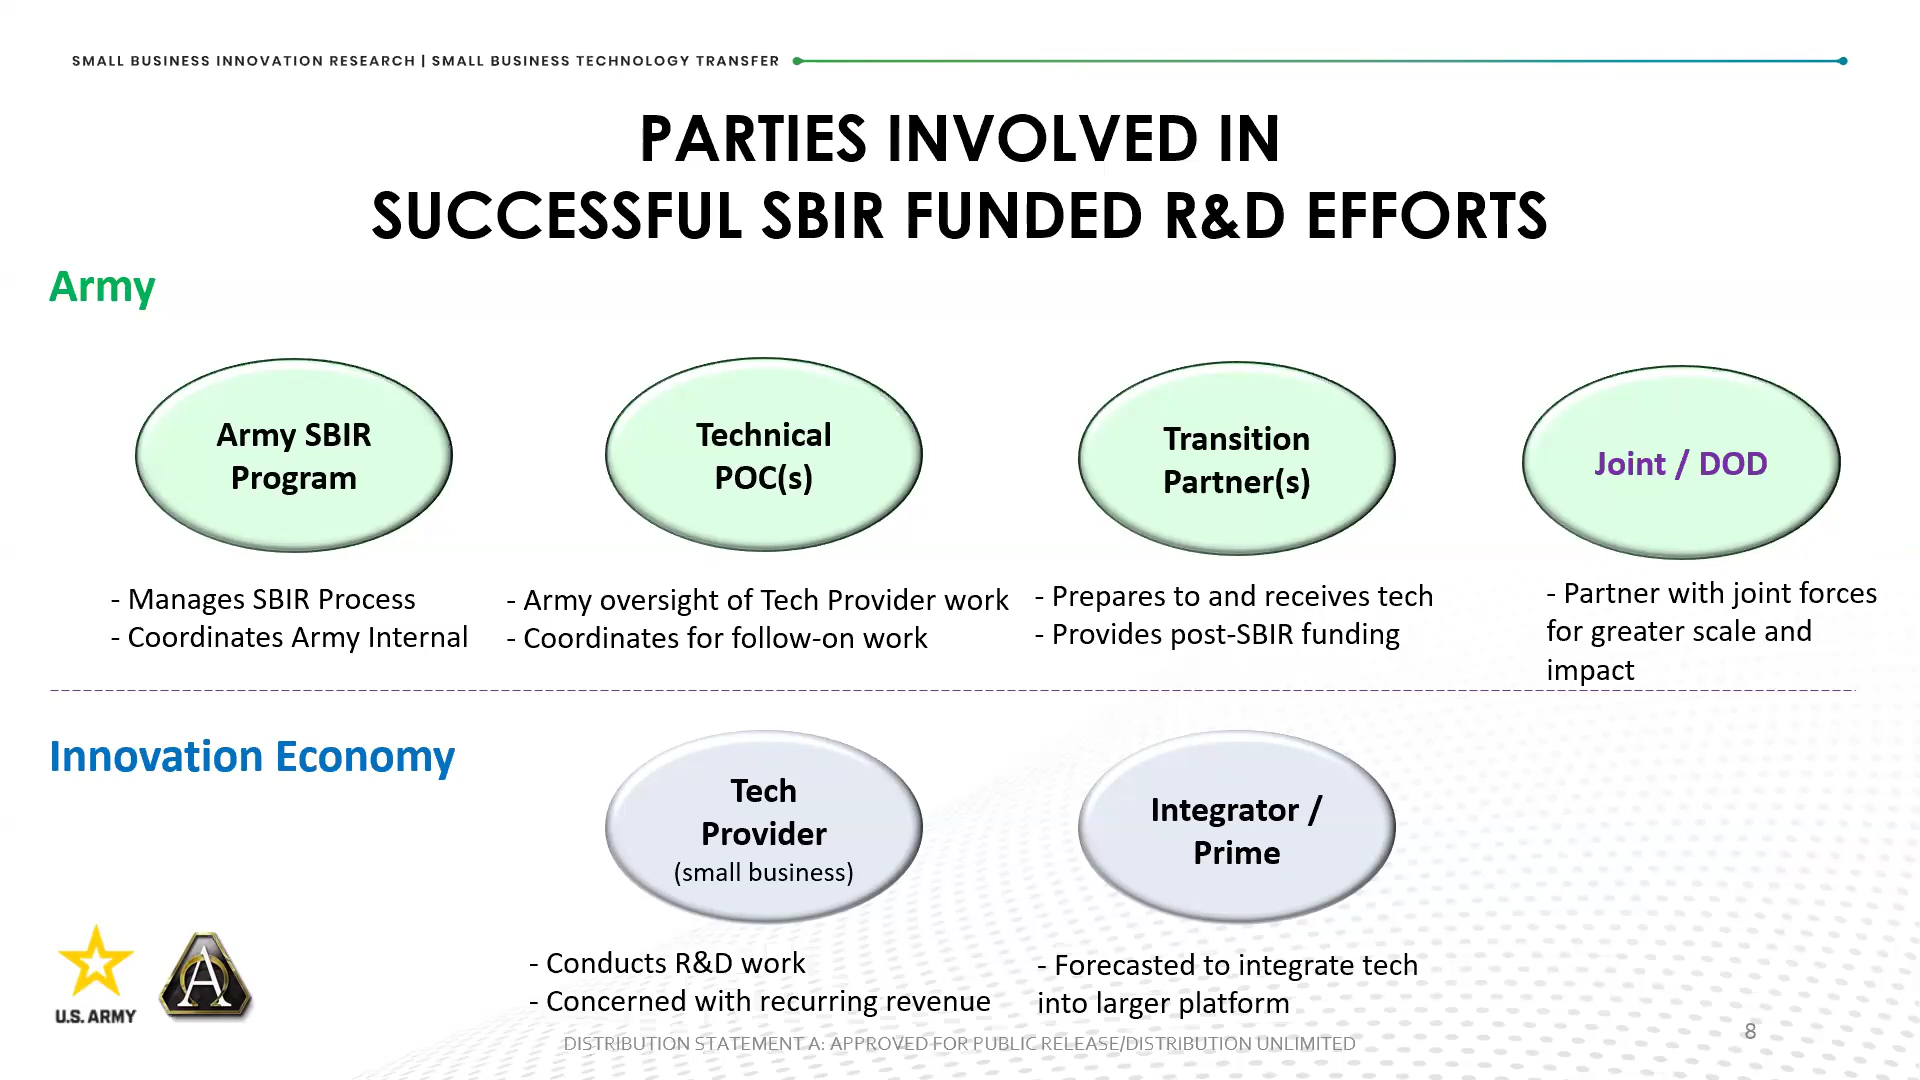 SMALL BUSINESS INNOVATION RESEARCH | SMALL BUSINESS TECHNOLOGY TRANSFER
PARTIES INVOLVED IN
SUCCESSFUL SBIR FUNDED R&D EFFORTS
Army
Army SBIR
Program
- Manages SBIR Process
- Coordinates Army Internal
Technical
POC(s)
- Army oversight of Tech Provider work
- Coordinates for follow-on work
Transition
Partner(s)
- Prepares to and receives tech
- Provides post-SBIR funding
Joint / DOD
- Partner with joint forces
for greater scale and
impact
Innovation Economy
Tech
Provider
(small business)
- Conducts R&D work
- Concerned with recurring revenue
Integrator /
Prime
- Forecasted to integrate tech
into larger platform
U.S. ARMY
DISTRIBUTION STATEMENT A: APPROVED FOR PUBLIC RELEASE/DISTRIBUTION UNLIMITED
8